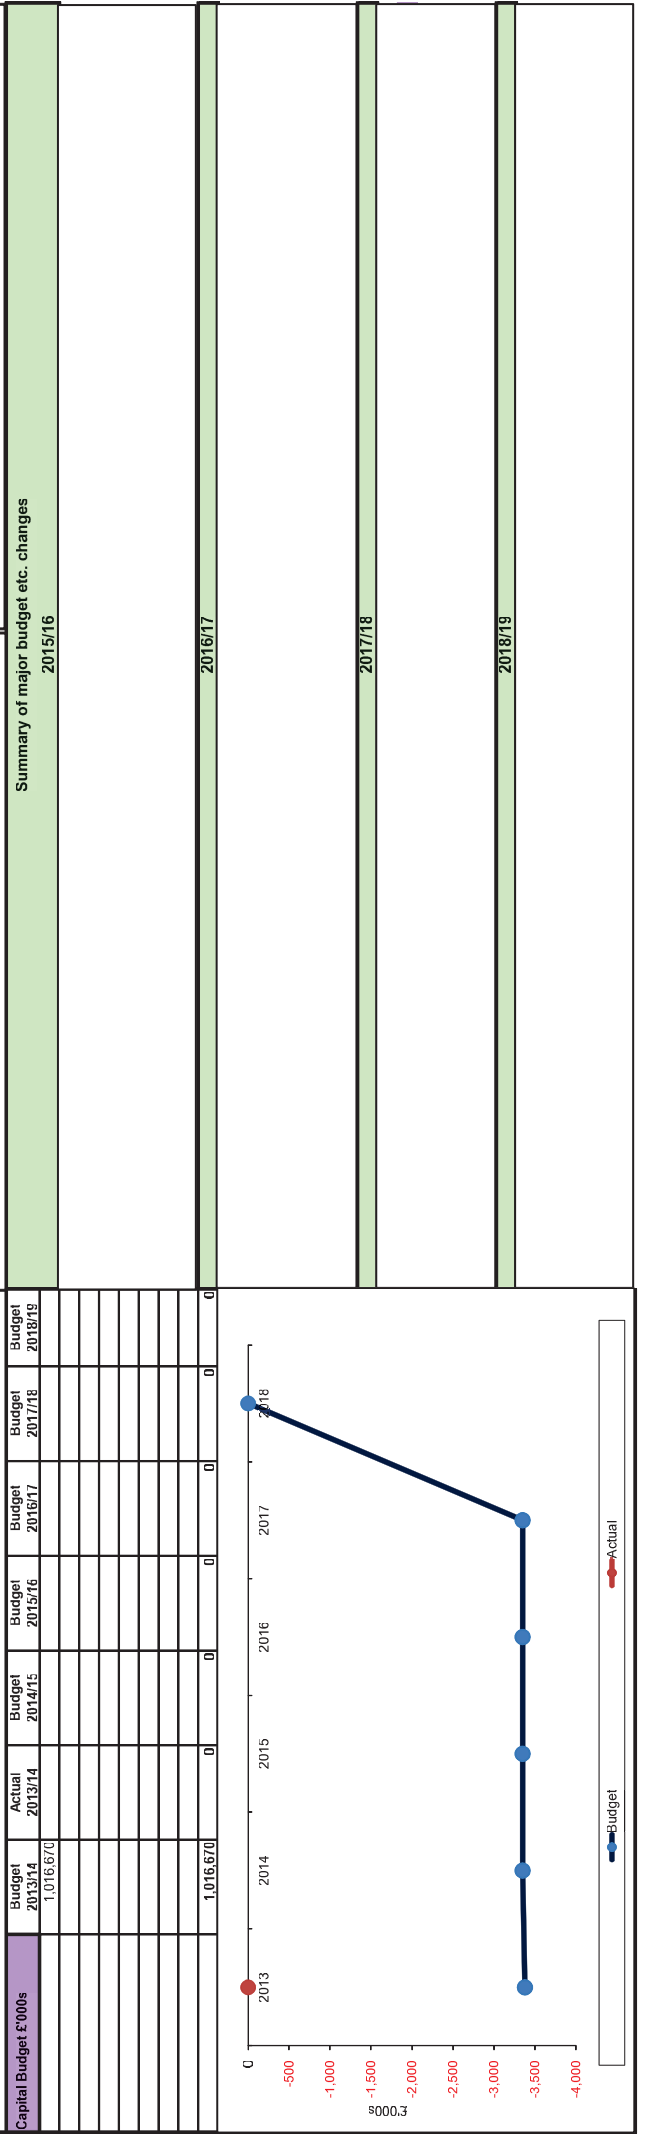 Capital Budget £'000s
Budget 2013/14
Actual 2013/14
Budget 2014/15
Budget 2015/16
Budget 2016/17
Budget 2017/18
Budget 2018/19
1,016,670
1,016,670 0 0 0 0 0 0
Summary of major budget etc. changes
2015/16
2016/17
2017/18
2018/19
0
-500
-1,000
-1,500
-2,000
-2,500
-3,000
-3,500
-4,000
£'000s
2013 2014 2015 2016 2017 2018
Budget Actual